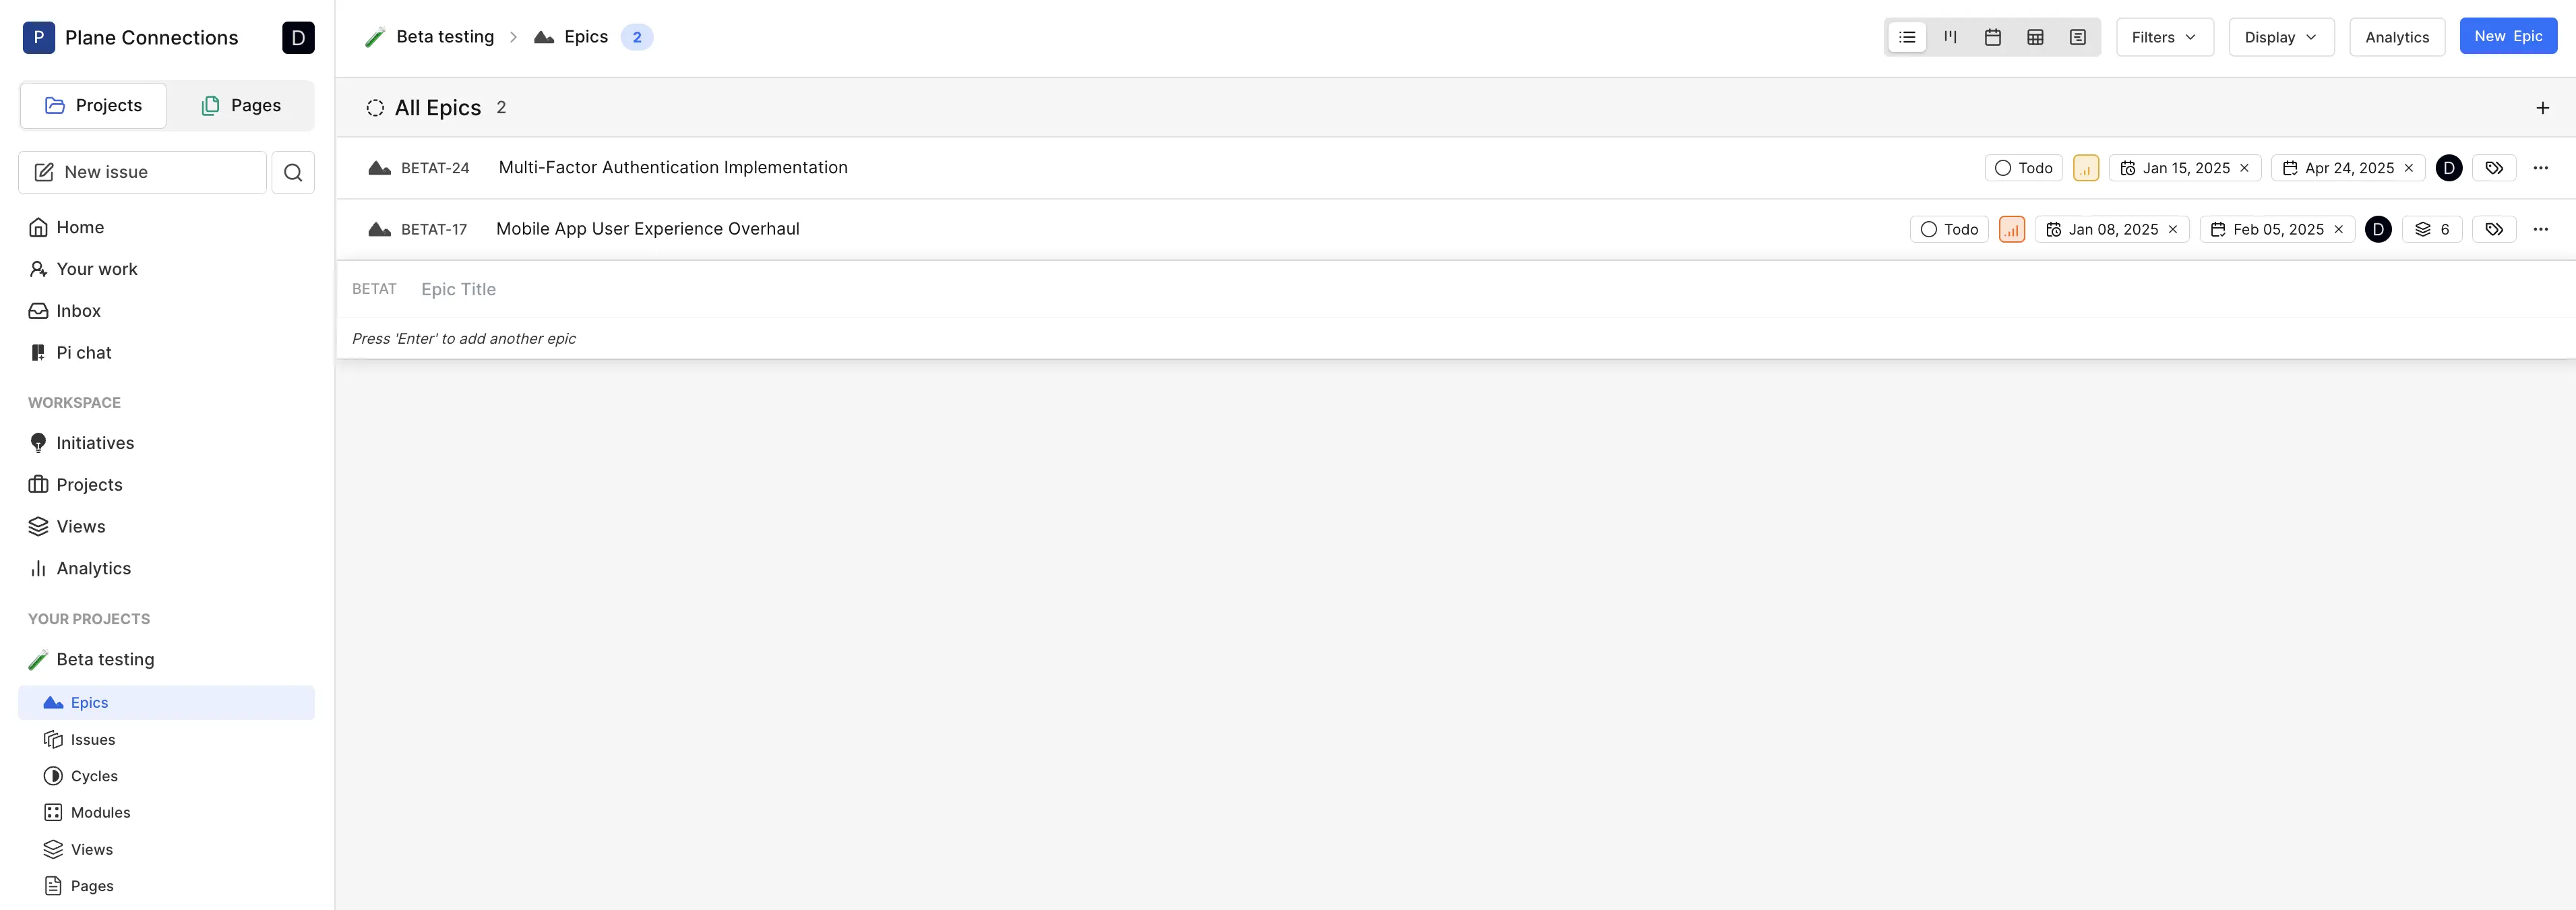 P Plane Connections D
Projects Pages
New issue
Home
Your work
Inbox
Pi chat
WORKSPACE
Initiatives
Projects
Views
Analytics
YOUR PROJECTS
Beta testing
Epics
Issues
Cycles
Modules
Views
Pages
Beta testing > Epics 2 Filters Display Analytics New Epic
All Epics 2
BETAT-24 Multi-Factor Authentication Implementation Todo Jan 15, 2025 Apr 24, 2025 D
BETAT-17 Mobile App User Experience Overhaul Todo Jan 08, 2025 Feb 05, 2025 D 6
BETAT Epic Title
Press 'Enter' to add another epic